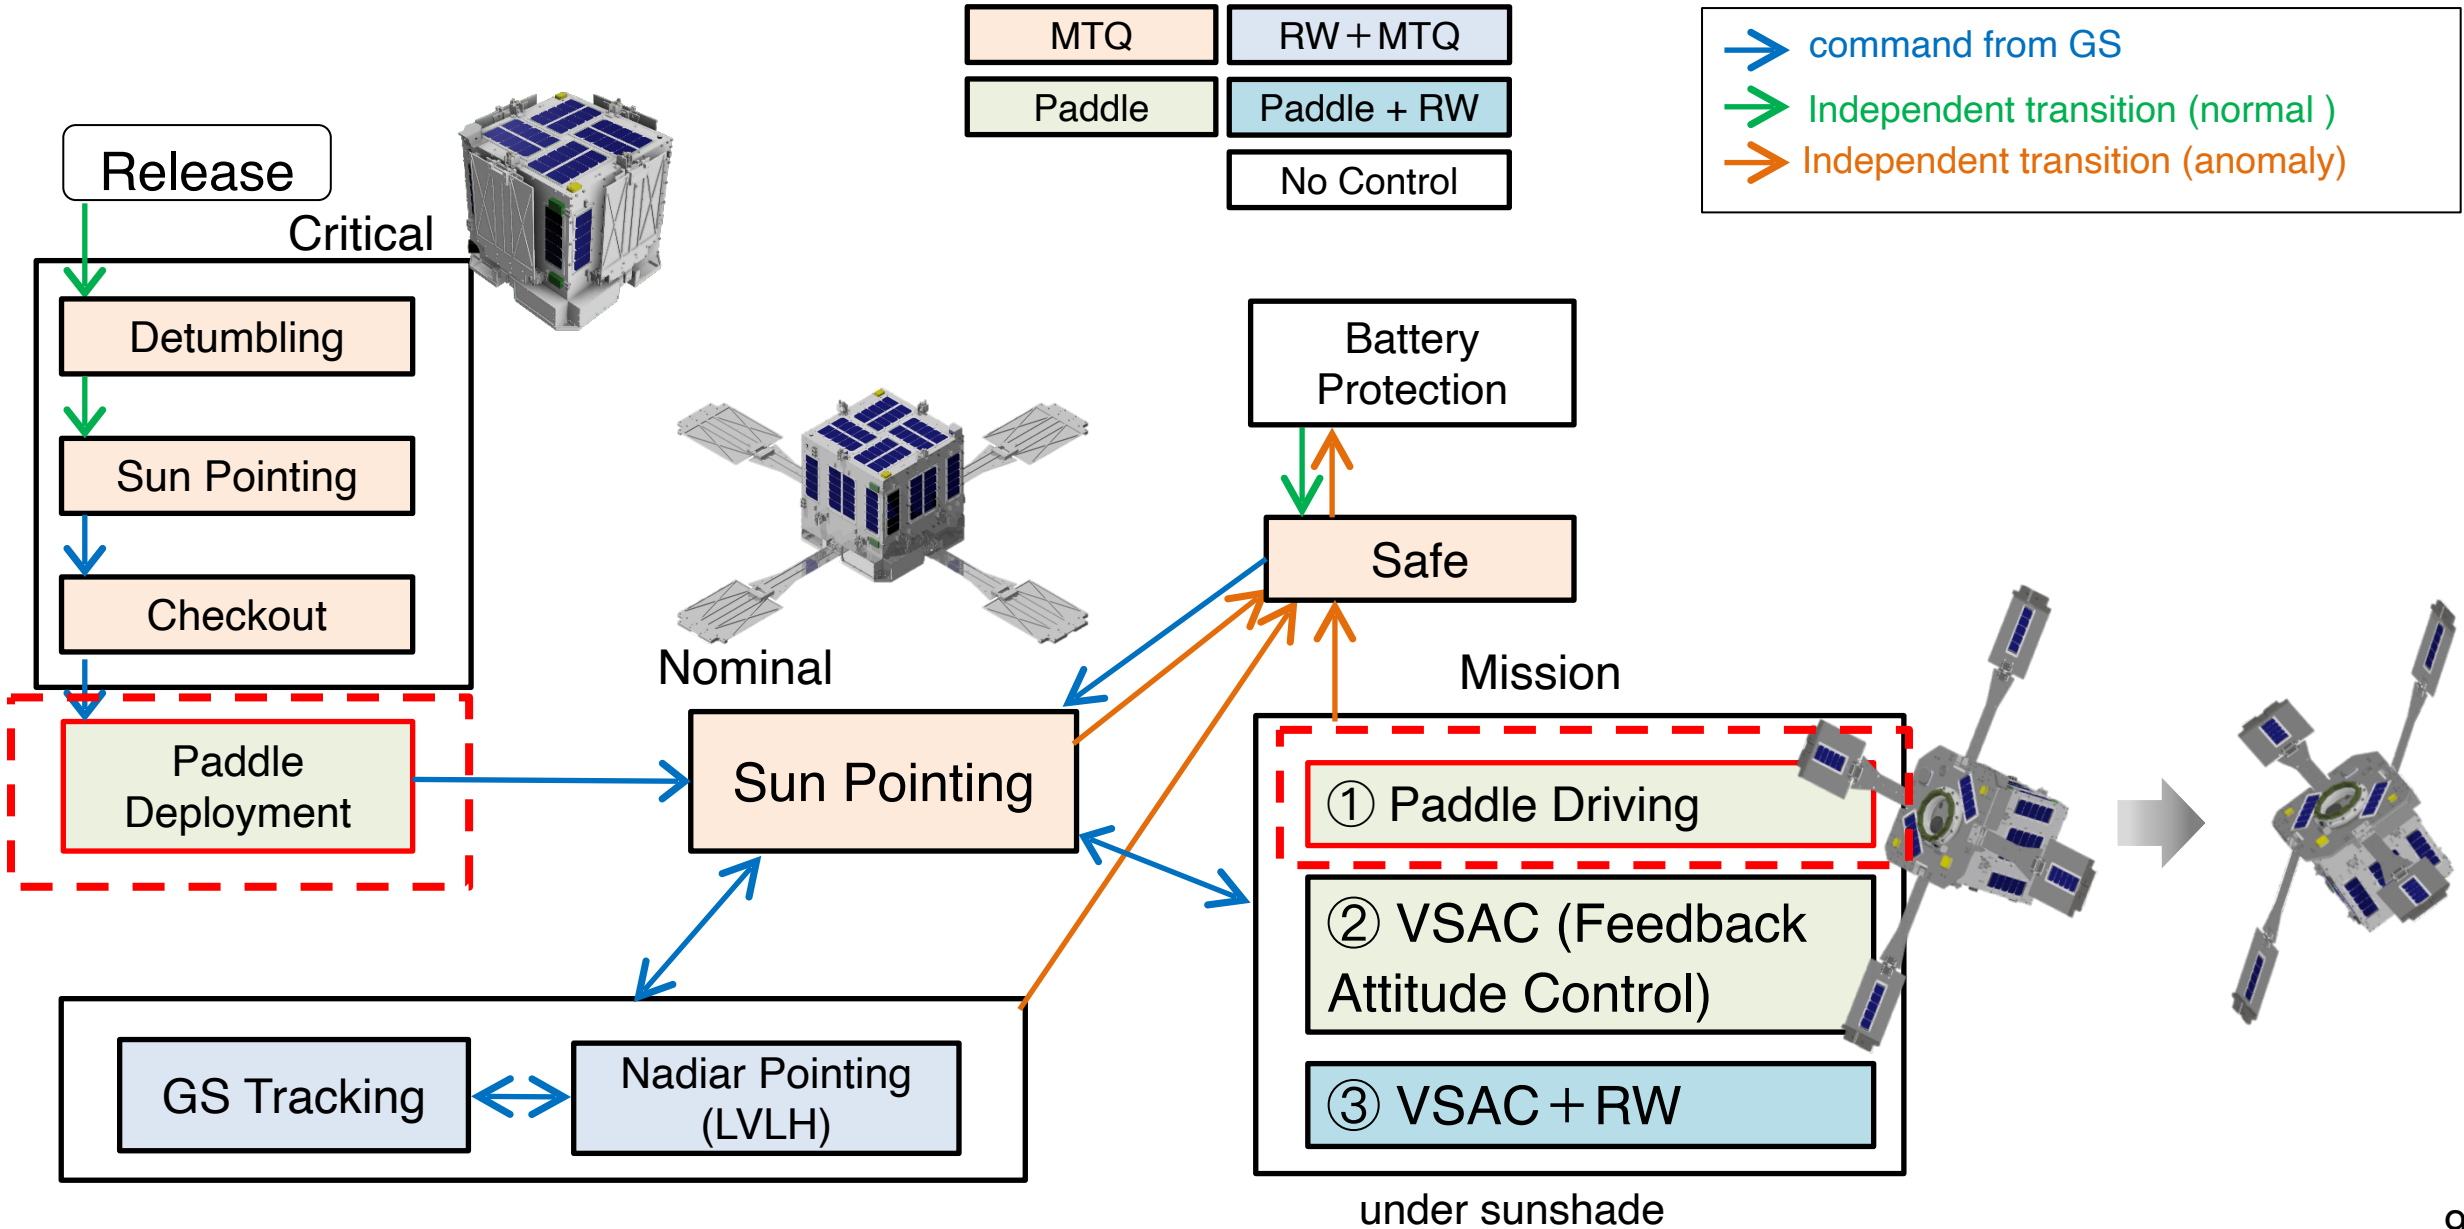 MTQ
RW+MTQ
Paddle
Paddle + RW
No Control
command from GS
Independent transition (normal )
Independent transition (anomaly)
Release
Critical
Detumbling
Sun Pointing
Checkout
Paddle
Deployment
Nominal
Sun Pointing
Battery
Protection
Safe
Mission
① Paddle Driving
② VSAC (Feedback
Attitude Control)
③ VSAC+RW
under sunshade
GS Tracking
Nadiar Pointing
(LVLH)